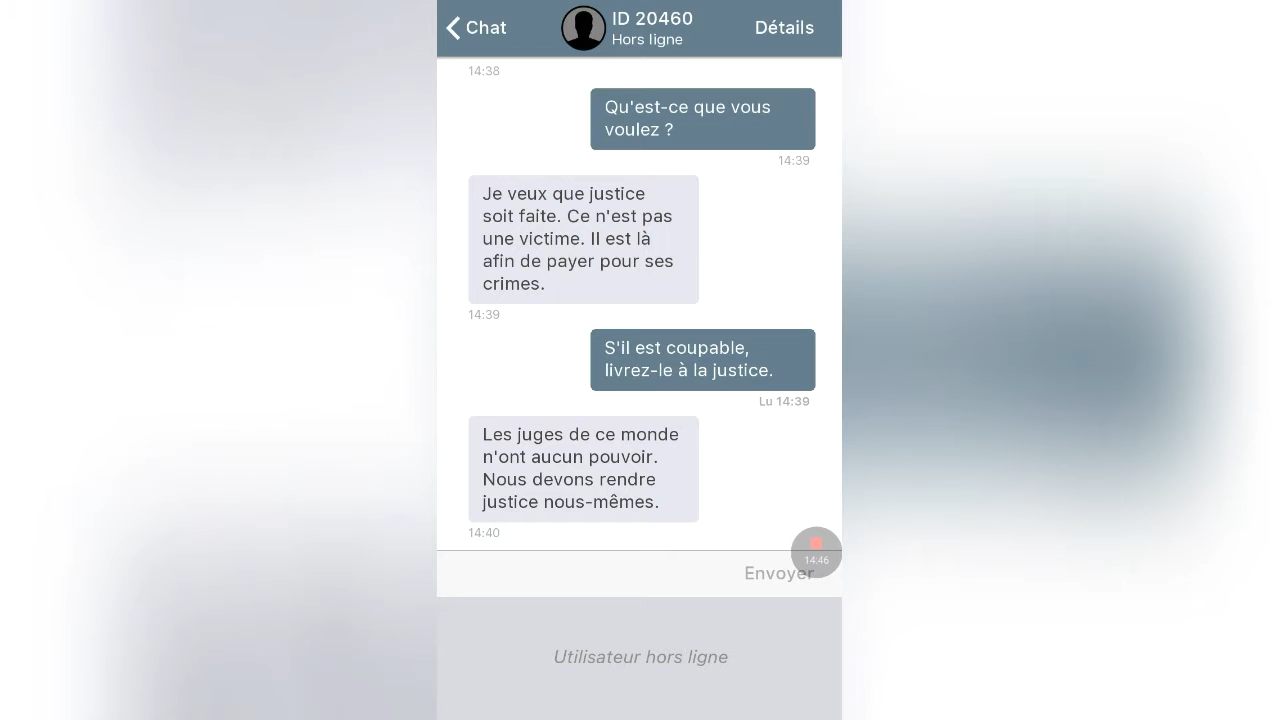 Chat
ID 20460
Hors ligne
Détails
14:38
Qu'est-ce que vous
voulez ?
14:39
Je veux que justice
soit faite. Ce n'est pas
une victime. Il est là
afin de payer pour ses
crimes.
14:39
S'il est coupable,
livrez-le à la justice.
Lu 14:39
Les juges de ce monde
n'ont aucun pouvoir.
Nous devons rendre
justice nous-mêmes.
14:40
14:46
Envoyer
Utilisateur hors ligne